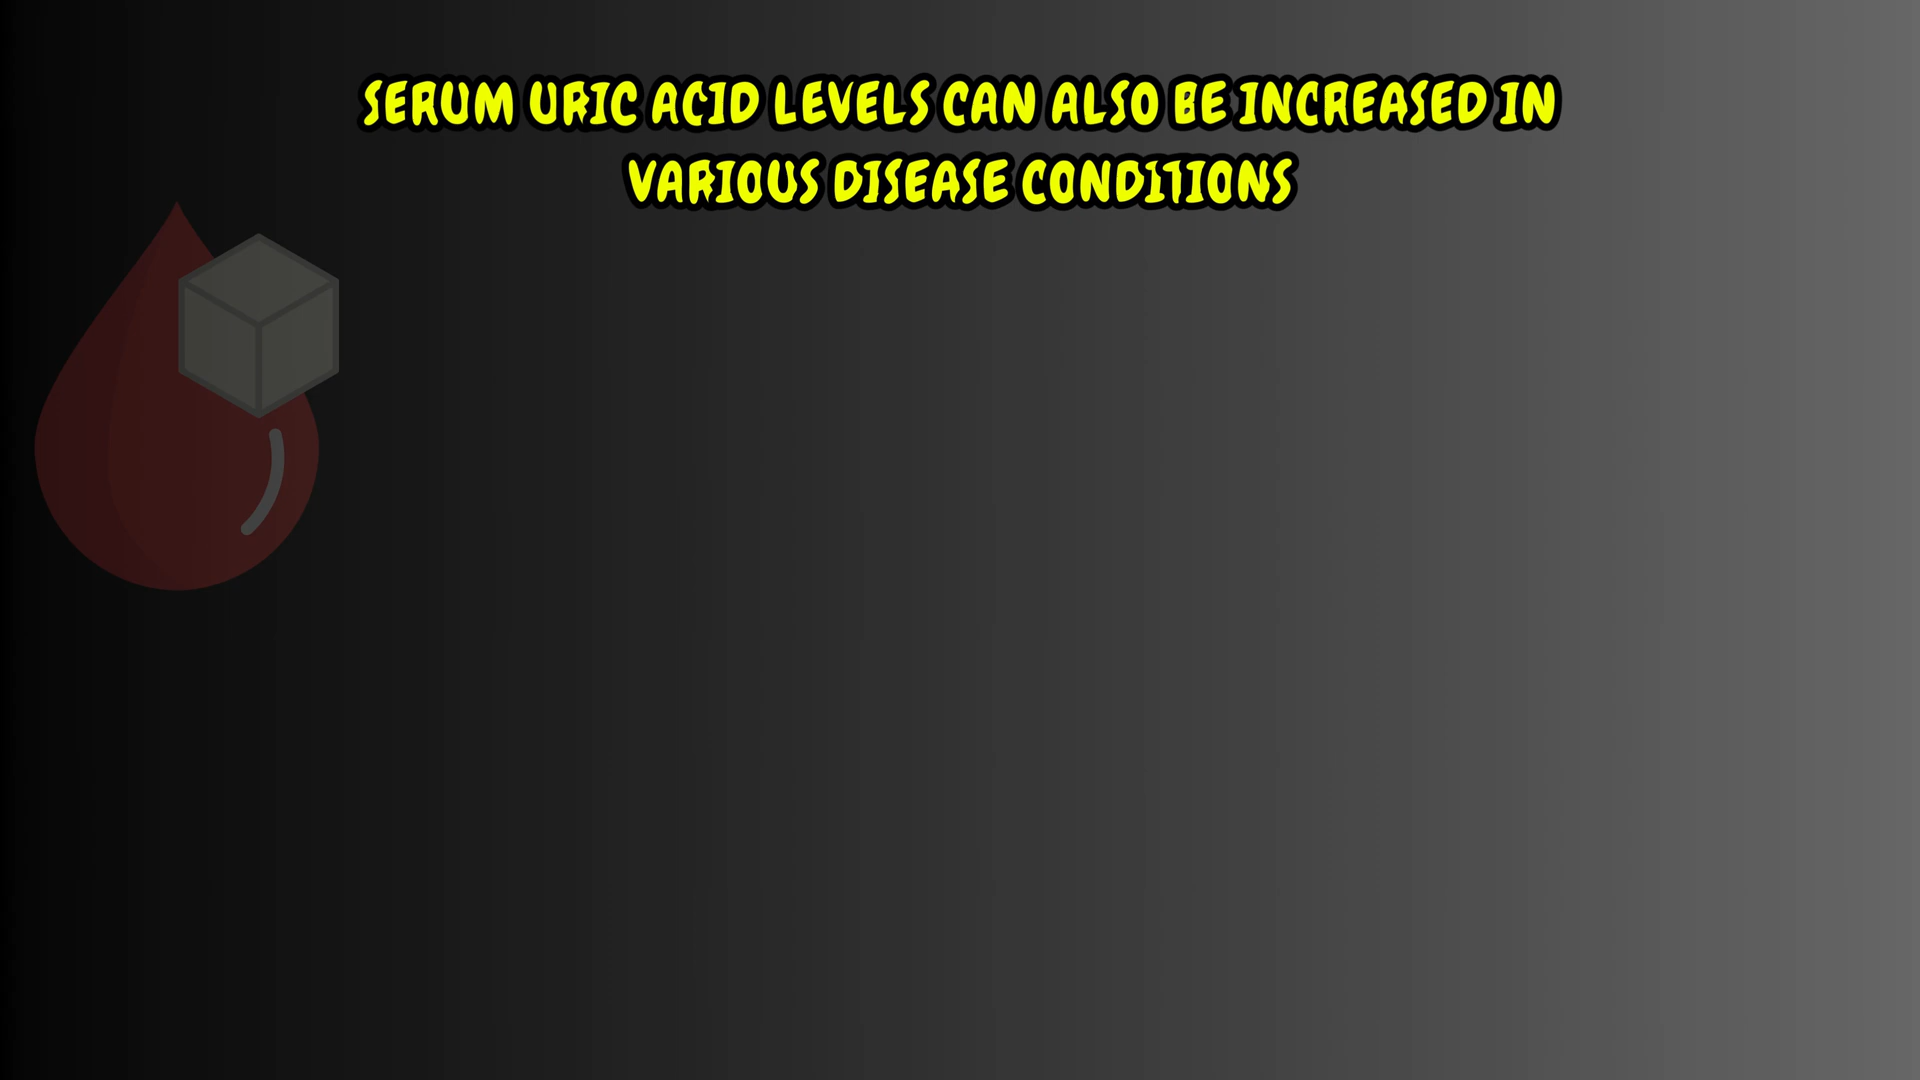 SERUM URIC ACID LEVELS CAN ALSO BE INCREASED IN
VARIOUS DISEASE CONDITIONS